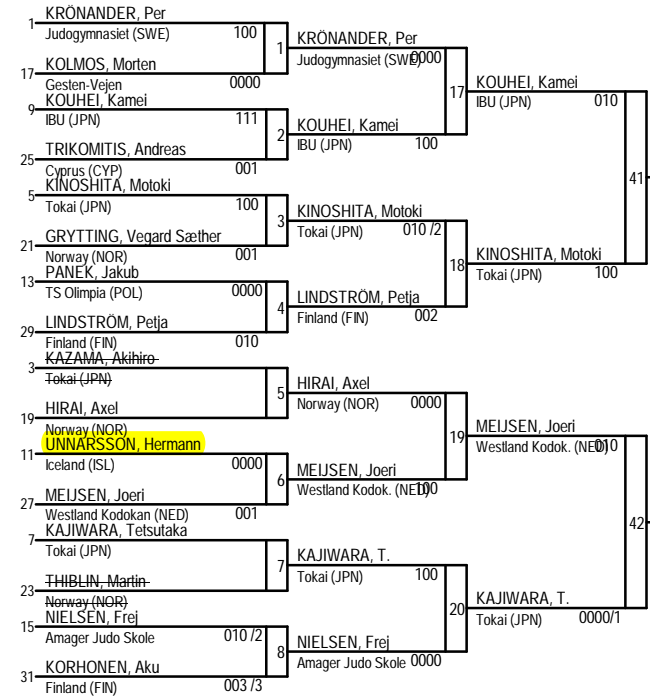 1 KRÖNANDER, Per
Judogymnasiet (SWE) 100
1
17 KOLMOS, Morten
Gesten-Vejen 0000
9 KOUHEI, Kamei
IBU (JPN) 111
2
25 TRIKOMITIS, Andreas
Cyprus (CYP) 001
5 KINOSHITA, Motoki
Tokai (JPN) 100
3
21 GRYTTING, Vegard Sæther
Norway (NOR) 001
13 PANEK, Jakub
TS Olimpia (POL) 0000
4
29 LINDSTRÖM, Petja
Finland (FIN) 010
3 KAZAMA, Akihiro
Tokai (JPN)
5
19 HIRAI, Axel
Norway (NOR)
11 UNNARSSON, Hermann
Iceland (ISL) 0000
6
27 MEIJSEN, Joeri
Westland Kodokan (NED) 001
7 KAJIWARA, Tetsutaka
Tokai (JPN)
7
23 THIBLIN, Martin
Norway (NOR)
15 NIELSEN, Frej
Amager Judo Skole 010 /2
8
31 KORHONEN, Aku
Finland (FIN) 003 /3
KRÖNANDER, Per
Judogymnasiet (SWE) 0000
17
KOUHEI, Kamei
IBU (JPN) 100
KINOSHITA, Motoki
Tokai (JPN) 010 /2
18
LINDSTRÖM, Petja
Finland (FIN) 002
HIRAI, Axel
Norway (NOR) 0000
19
MEIJSEN, Joeri
Westland Kodok. (NED) 100
KAJIWARA, T.
Tokai (JPN) 100
20
NIELSEN, Frej
Amager Judo Skole 0000
KOUHEI, Kamei
IBU (JPN) 010
41
KINOSHITA, Motoki
Tokai (JPN) 100
MEIJSEN, Joeri
Westland Kodok. (NED) 010
42
KAJIWARA, T.
Tokai (JPN) 0000/1